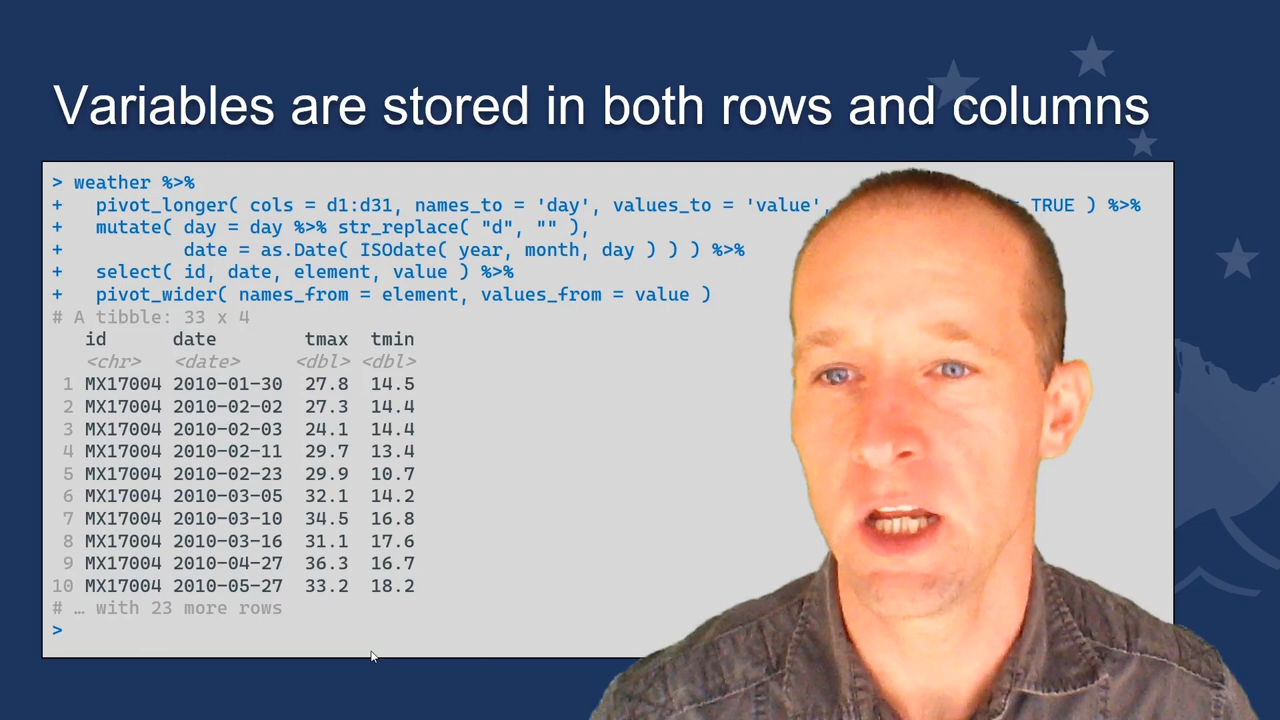 Variables are stored in both rows and columns
> weather %>%
+   pivot_longer( cols = d1:d31, names_to = 'day', values_to = 'value', = TRUE ) %>%
+   mutate( day = day %>% str_replace( "d", "" ),
+           date = as.Date( ISOdate( year, month, day ) ) ) %>%
+   select( id, date, element, value ) %>%
+   pivot_wider( names_from = element, values_from = value )
# A tibble: 33 x 4
   id      date        tmax  tmin
   <chr>   <date>     <dbl> <dbl>
 1 MX17004 2010-01-30  27.8  14.5
 2 MX17004 2010-02-02  27.3  14.4
 3 MX17004 2010-02-03  24.1  14.4
 4 MX17004 2010-02-11  29.7  13.4
 5 MX17004 2010-02-23  29.9  10.7
 6 MX17004 2010-03-05  32.1  14.2
 7 MX17004 2010-03-10  34.5  16.8
 8 MX17004 2010-03-16  31.1  17.6
 9 MX17004 2010-04-27  36.3  16.7
10 MX17004 2010-05-27  33.2  18.2
# … with 23 more rows
>